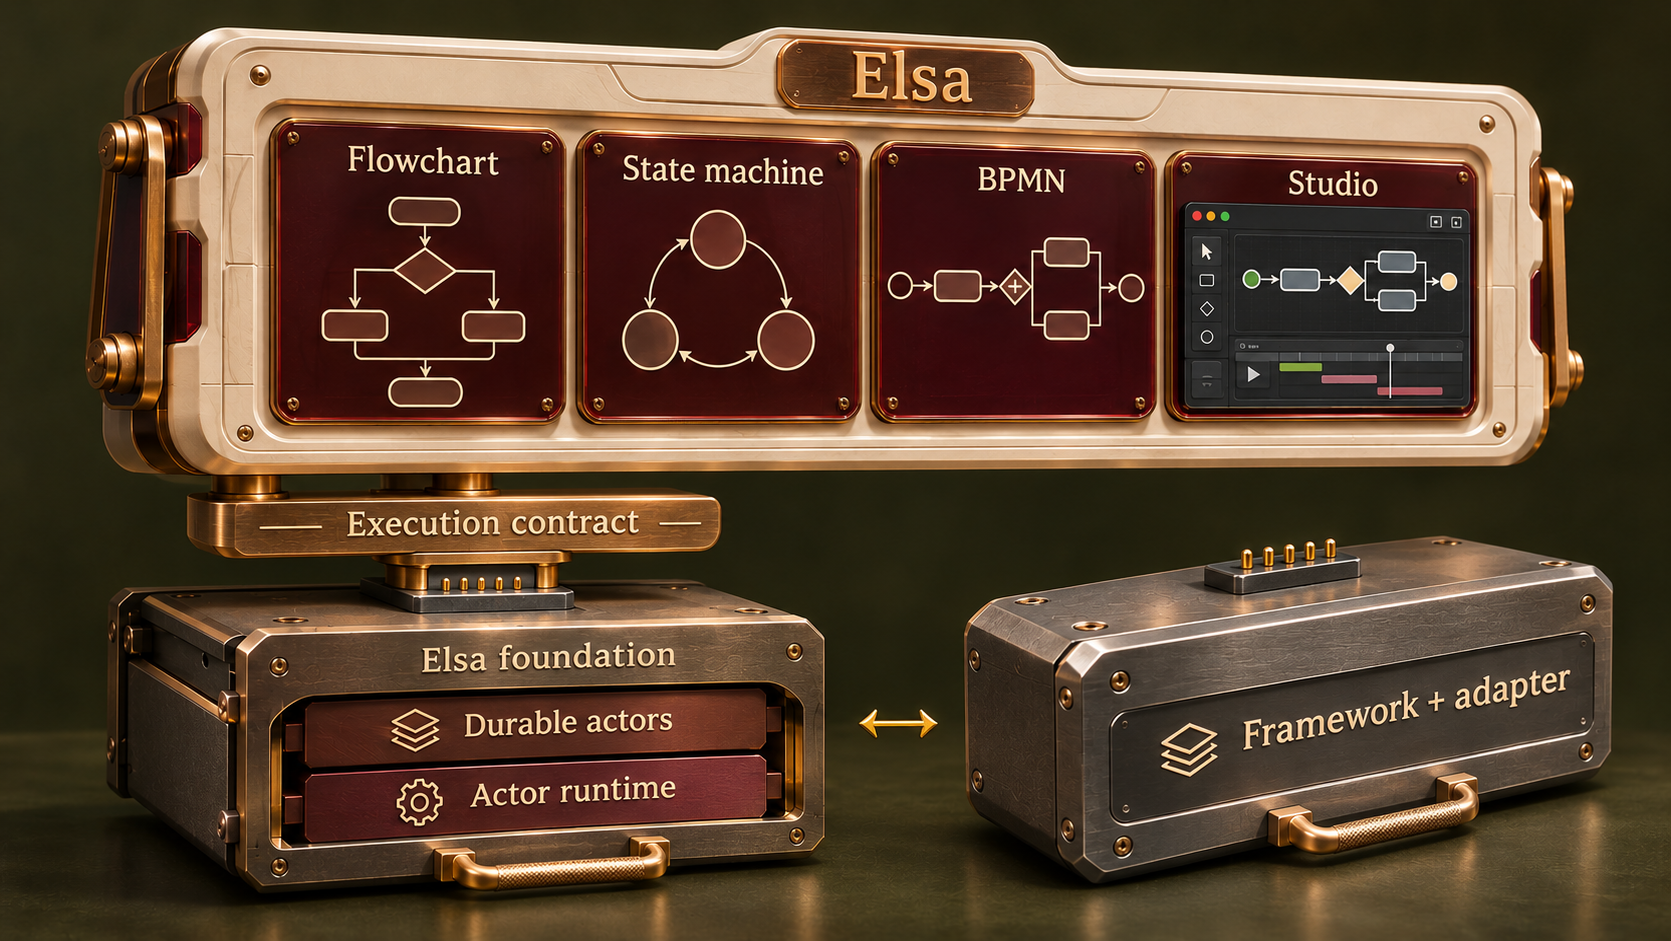 Elsa
Flowchart
State machine
BPMN
Studio
Execution contract
Elsa foundation
Durable actors
Actor runtime
Framework + adapter